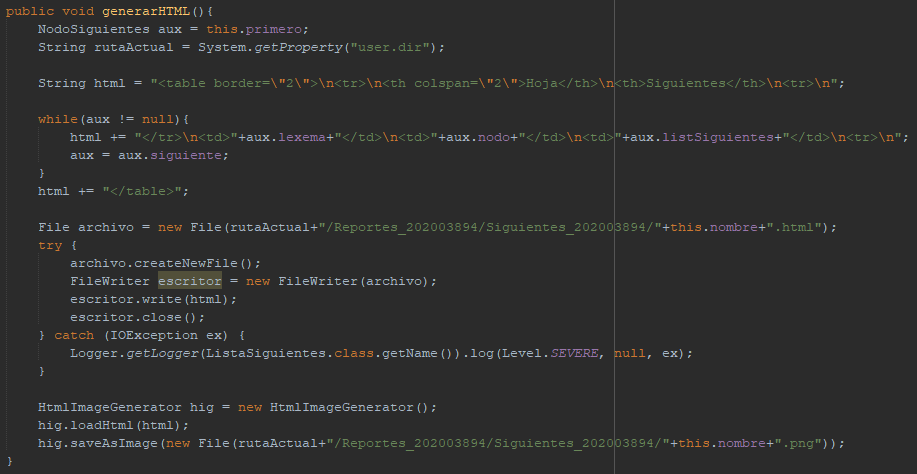 public void generarHTML(){
    NodoSiguientes aux = this.primero;
    String rutaActual = System.getProperty("user.dir");

    String html = "<table border=\"2\">\n<tr>\n<th colspan=\"2\">Hoja</th>\n<th>Siguientes</th>\n<tr>\n";

    while(aux != null){
        html += "</tr>\n<td>"+aux.lexema+"</td>\n<td>"+aux.nodo+"</td>\n<td>"+aux.listSiguientes+"</td>\n<tr>\n";
        aux = aux.siguiente;
    }
    html += "</table>";

    File archivo = new File(rutaActual+"/Reportes_202003894/Siguientes_202003894/"+this.nombre+".html");
    try {
        archivo.createNewFile();
        FileWriter escritor = new FileWriter(archivo);
        escritor.write(html);
        escritor.close();
    } catch (IOException ex) {
        Logger.getLogger(ListaSiguientes.class.getName()).log(Level.SEVERE, null, ex);
    }

    HtmlImageGenerator hig = new HtmlImageGenerator();
    hig.loadHtml(html);
    hig.saveAsImage(new File(rutaActual+"/Reportes_202003894/Siguientes_202003894/"+this.nombre+".png"));
}